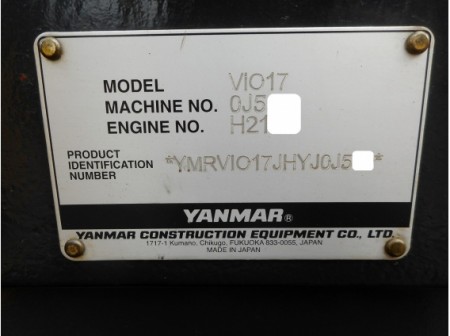 MODEL VIO17
MACHINE NO. 0J5
ENGINE NO. H21
PRODUCT
IDENTIFICATION *YMRVIO17JHYJ0J5 *
NUMBER
YANMAR®
YANMAR CONSTRUCTION EQUIPMENT CO., LTD.
1717-1 Kumano, Chikugo, FUKUOKA 833-0055, JAPAN
MADE IN JAPAN